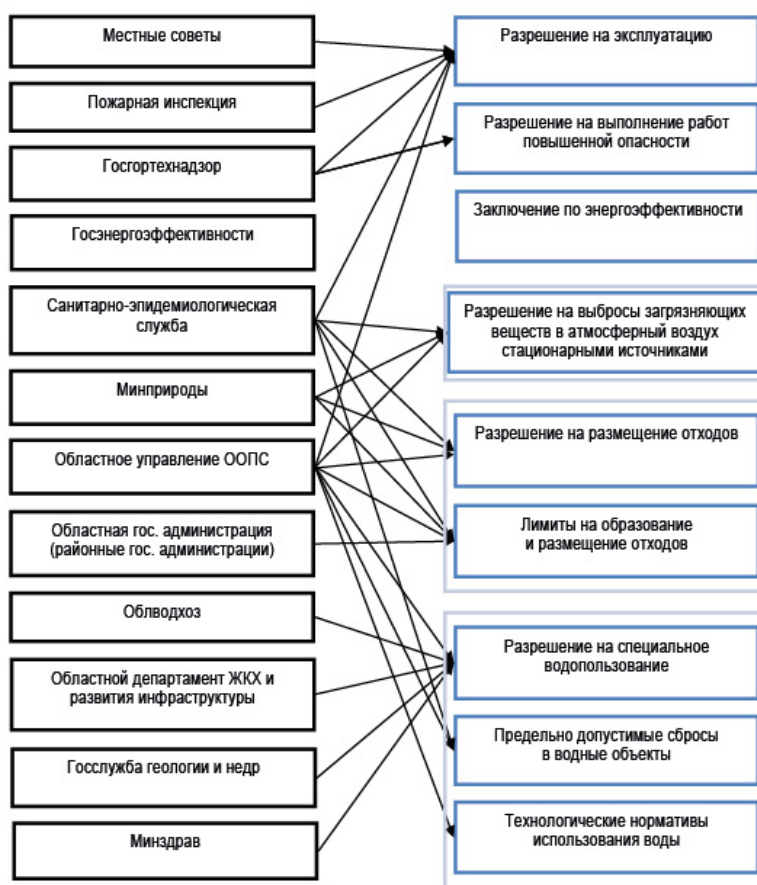 Местные советы
Пожарная инспекция
Госгортехнадзор
Госэнергоэффективности
Санитарно-эпидемиологическая
служба
Минприроды
Областное управление ООПС
Областная гос. администрация
(районные гос. администрации)
Облводхоз
Областной департамент ЖКХ и
развития инфраструктуры
Госслужба геологии и недр
Минздрав
Разрешение на эксплуатацию
Разрешение на выполнение работ
повышенной опасности
Заключение по энергоэффективности
Разрешение на выбросы загрязняющих
веществ в атмосферный воздух
стационарными источниками
Разрешение на размещение отходов
Лимиты на образование
и размещение отходов
Разрешение на специальное
водопользование
Предельно допустимые сбросы
в водные объекты
Технологические нормативы
использования воды